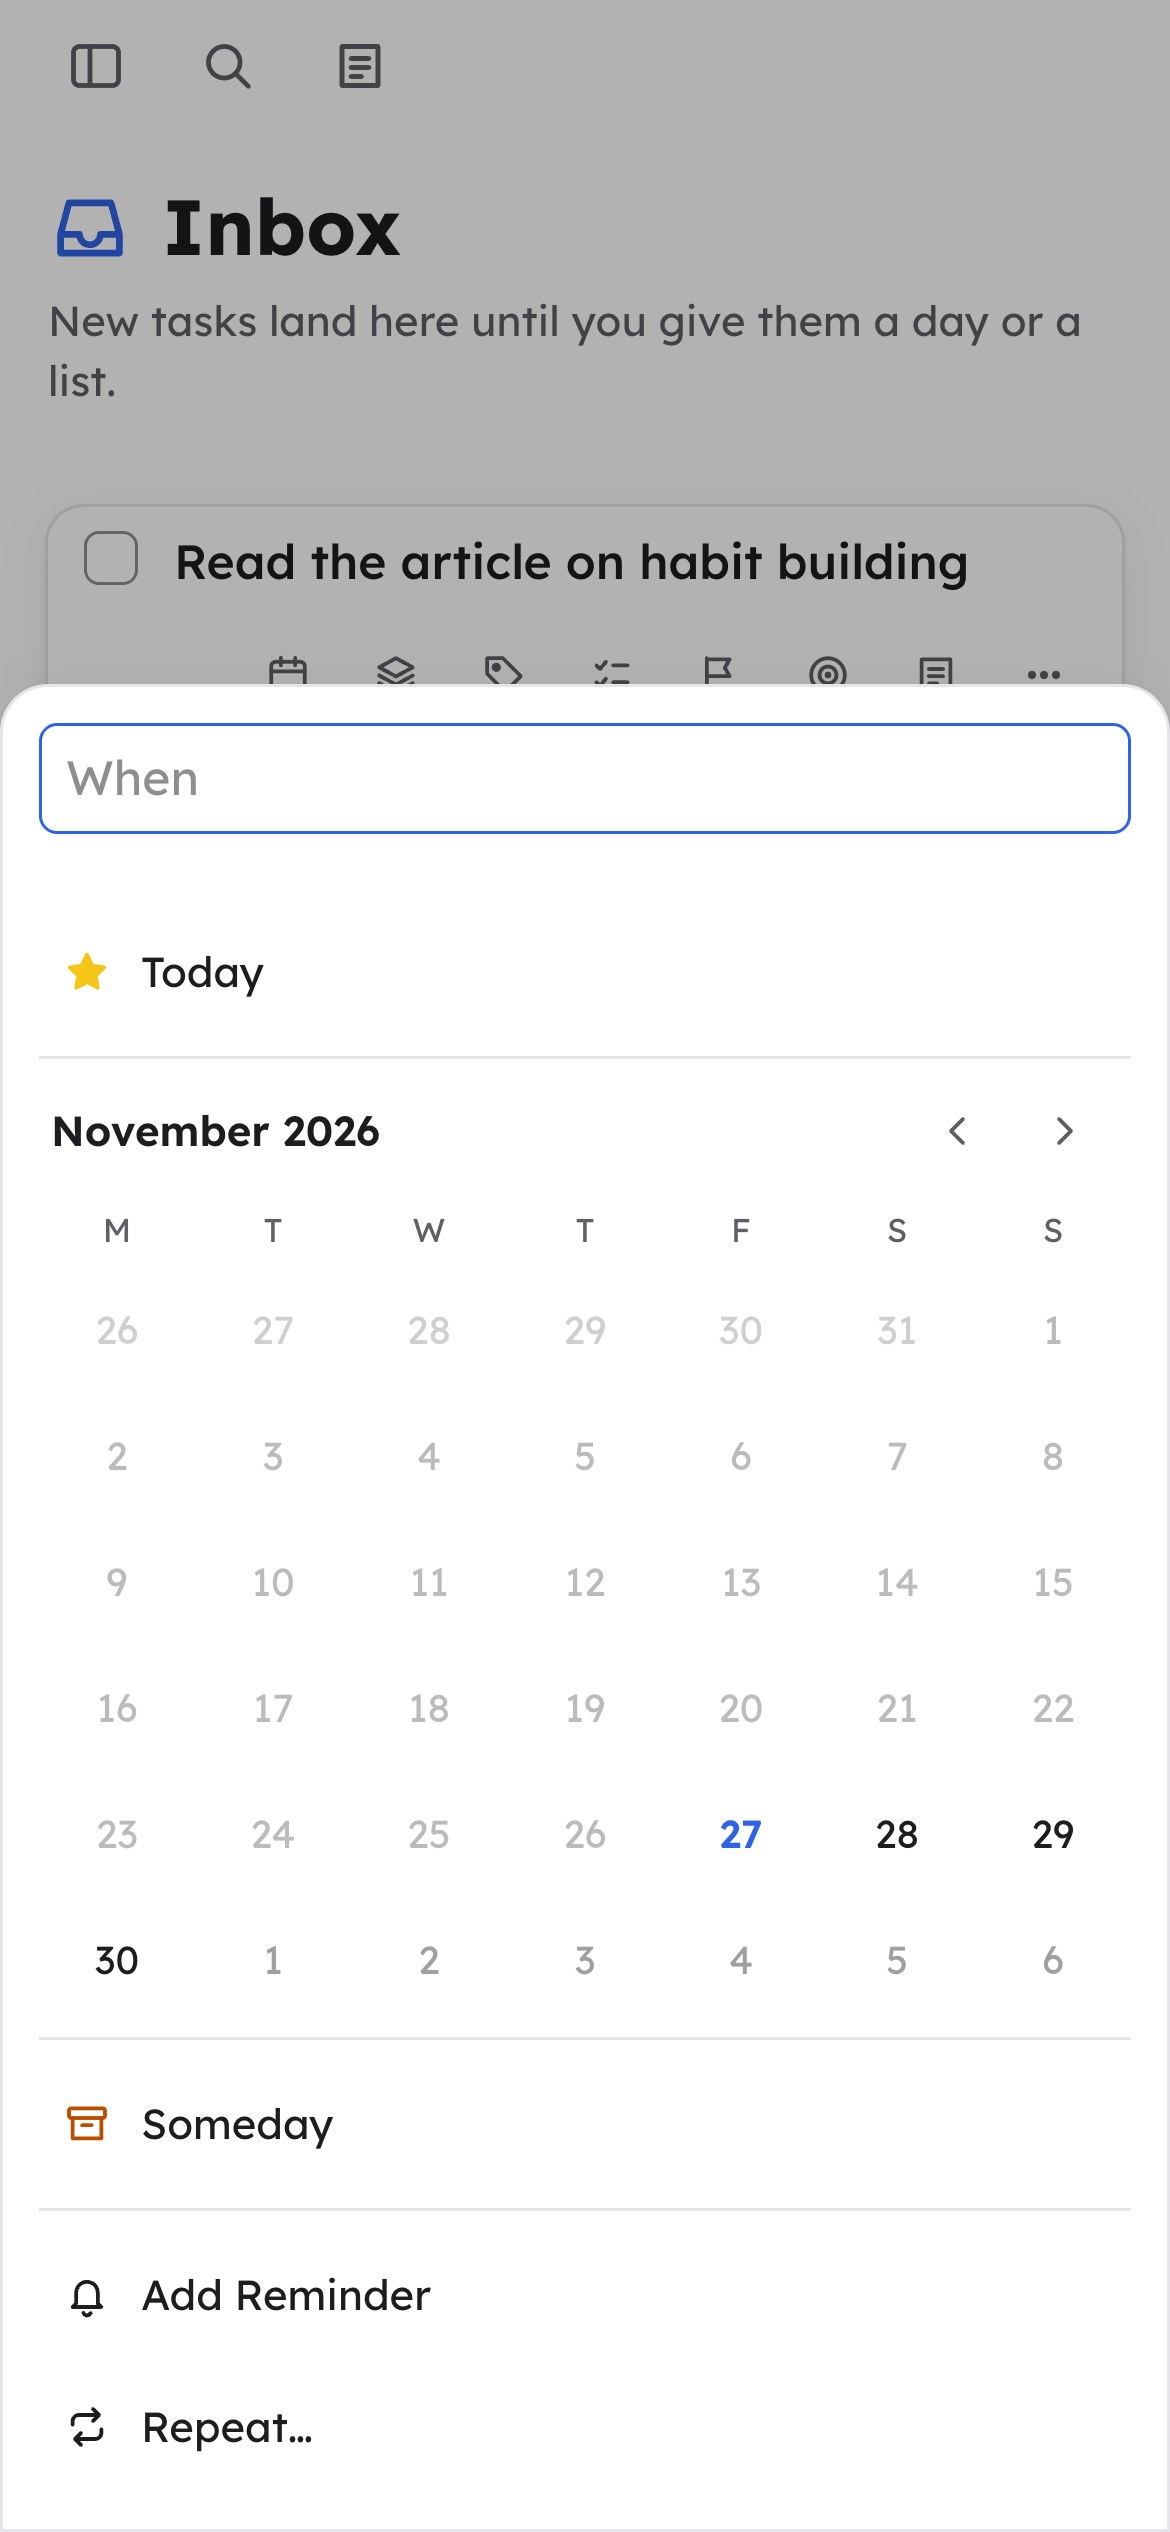 Inbox
New tasks land here until you give them a day or a
list.
Read the article on habit building
When
Today
November 2026
M T W T F S S
26 27 28 29 30 31 1
2 3 4 5 6 7 8
9 10 11 12 13 14 15
16 17 18 19 20 21 22
23 24 25 26 27 28 29
30 1 2 3 4 5 6
Someday
Add Reminder
Repeat...